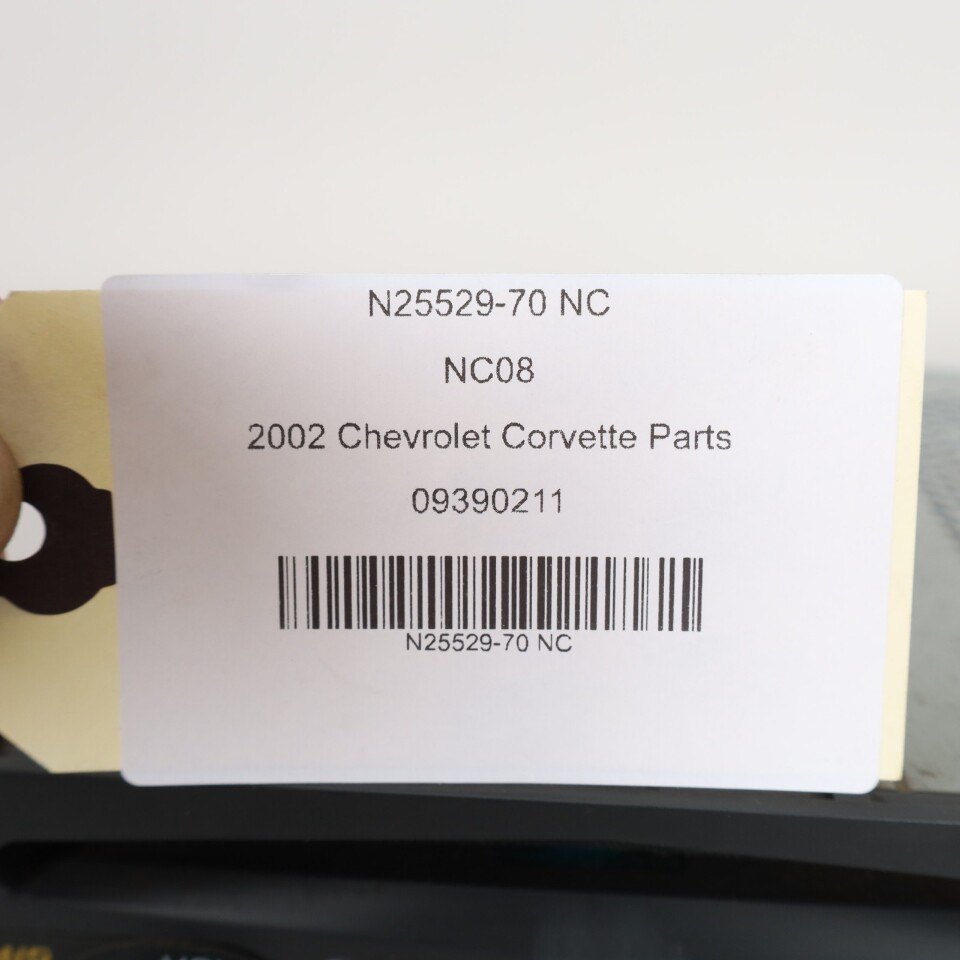 N25529-70 NC
NC08
2002 Chevrolet Corvette Parts
09390211
N25529-70 NC